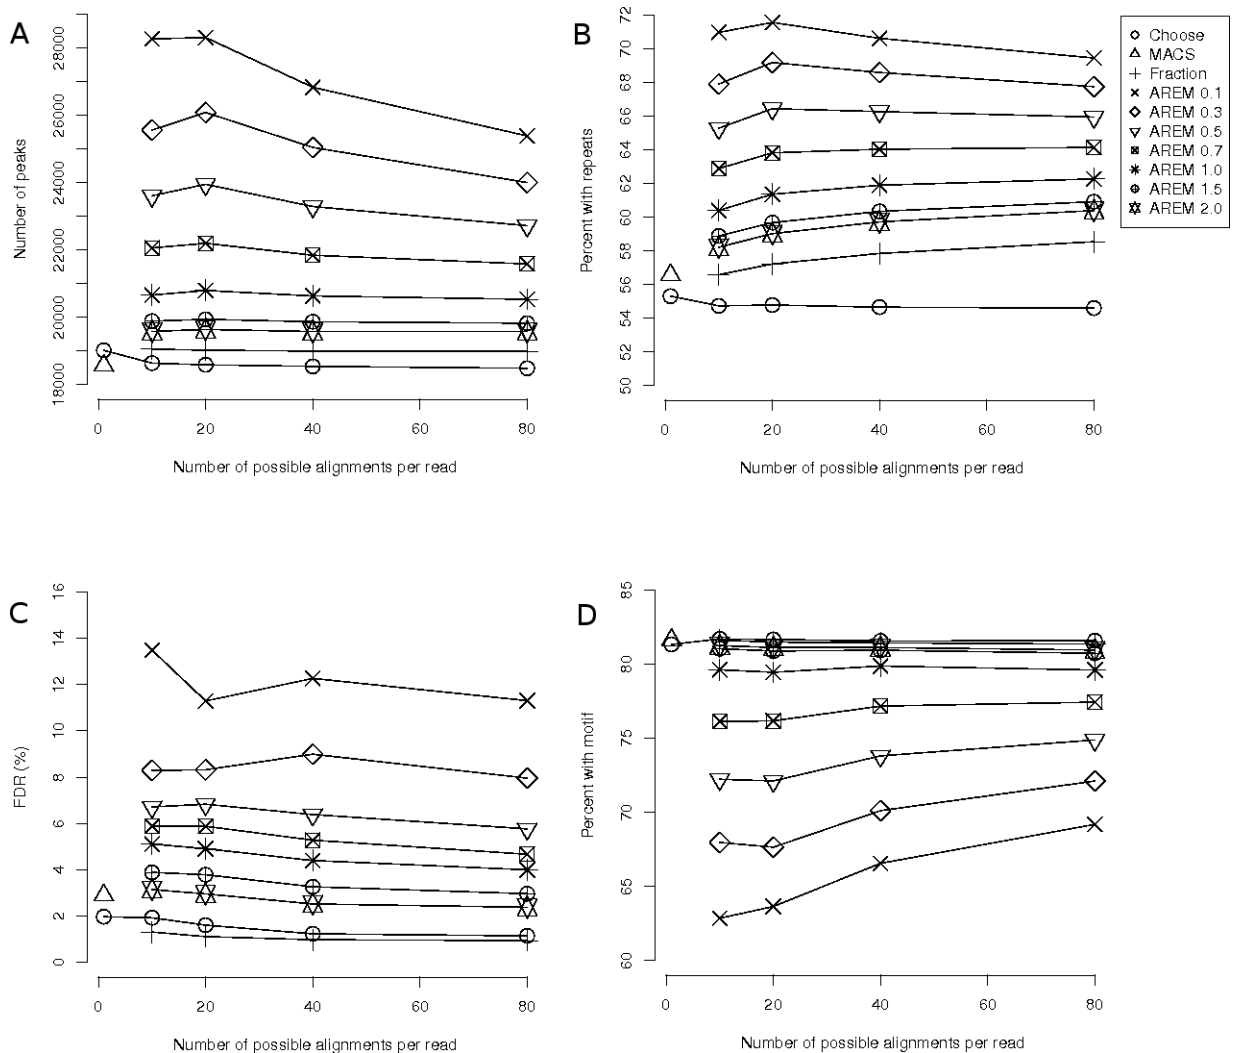 A
Number of peaks
28000
26000
24000
22000
20000
18000
0 20 40 60 80
Number of possible alignments per read
B
Percent with repeats
72
70
68
66
64
62
60
58
56
54
52
50
0 20 40 60 80
Number of possible alignments per read
Choose
MACS
Fraction
AREM 0.1
AREM 0.3
AREM 0.5
AREM 0.7
AREM 1.0
AREM 1.5
AREM 2.0
C
FDR (%)
16
14
12
10
8
6
4
2
0
0 20 40 60 80
Number of possible alignments per read
D
Percent with motif
85
80
75
70
65
60
0 20 40 60 80
Number of possible alignments per read